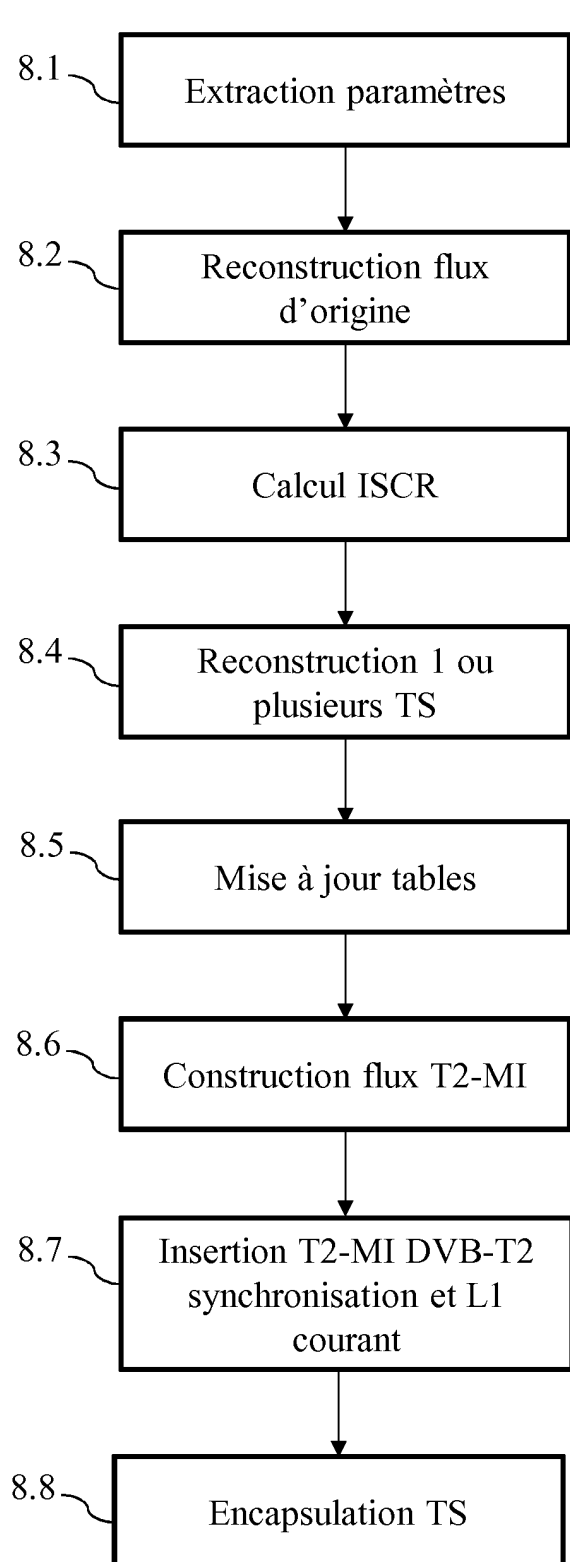 8.1
Extraction paramètres
8.2
Reconstruction flux
d’origine
8.3
Calcul ISCR
8.4
Reconstruction 1 ou
plusieurs TS
8.5
Mise à jour tables
8.6
Construction flux T2-MI
8.7
Insertion T2-MI DVB-T2
synchronisation et L1
courant
8.8
Encapsulation TS